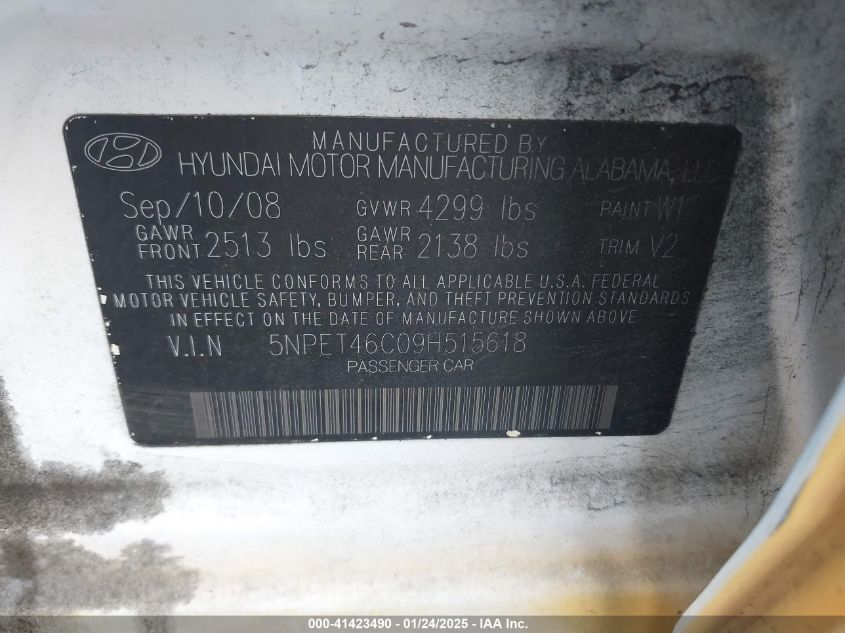 MANUFACTURED BY
HYUNDAI MOTOR MANUFACTURING ALABAMA, LLC
Sep/10/08 GVWR 4299 lbs PAINT W1
GAWR FRONT 2513 lbs GAWR REAR 2138 lbs TRIM V2
THIS VEHICLE CONFORMS TO ALL APPLICABLE U.S.A. FEDERAL
MOTOR VEHICLE SAFETY, BUMPER, AND THEFT PREVENTION STANDARDS
IN EFFECT ON THE DATE OF MANUFACTURE SHOWN ABOVE.
V.I.N 5NPET46C09H515618
PASSENGER CAR
000-41423490 - 01/24/2025 - IAA Inc.